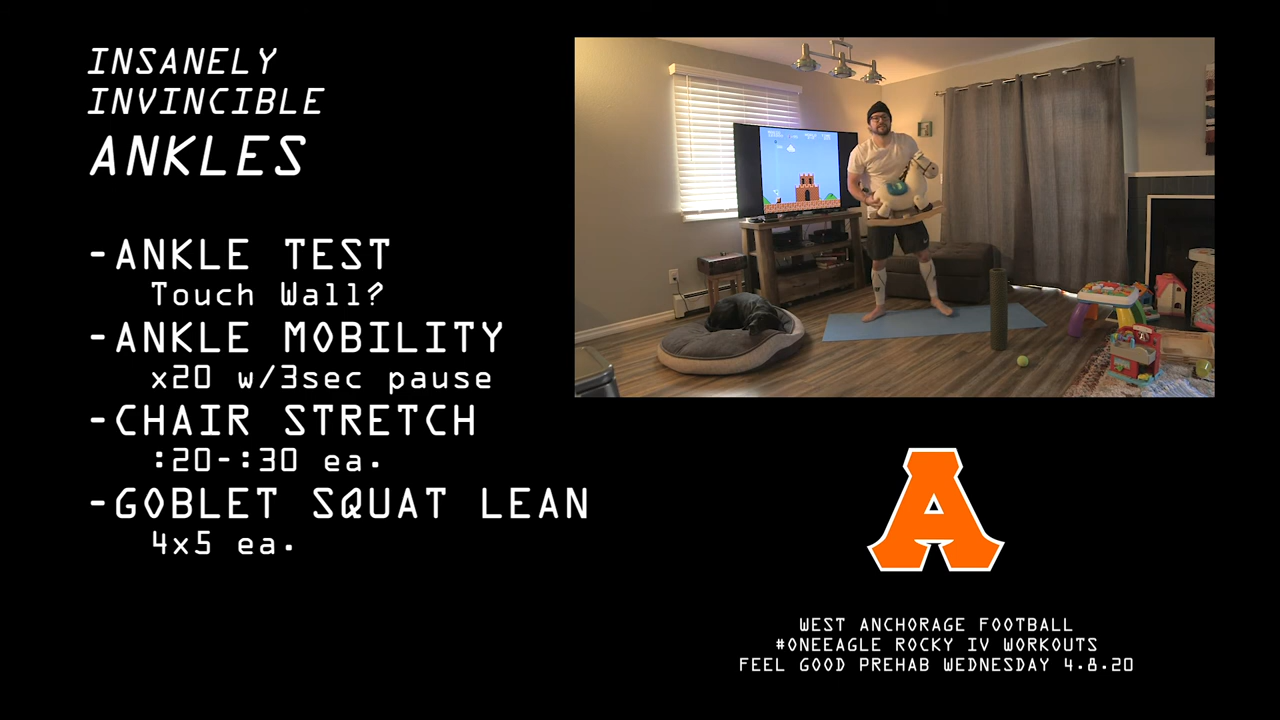 INSANELY
INVINCIBLE
ANKLES
-ANKLE TEST
Touch Wall?
-ANKLE MOBILITY
x20 w/3sec pause
-CHAIR STRETCH
:20-:30 ea.
-GOBLET SQUAT LEAN
4x5 ea.
A
WEST ANCHORAGE FOOTBALL
#ONEEAGLE ROCKY IV WORKOUTS
FEEL GOOD PREHAB WEDNESDAY 4.8.20